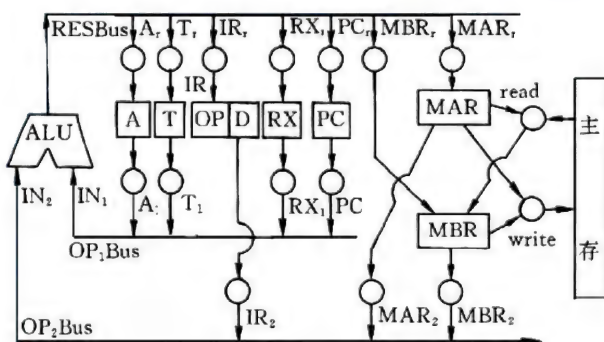 RESBus Aᵣ Tᵣ IRᵣ RXᵣ PCᵣ MBRᵣ MARᵣ
IR read
A T OP D RX PC MAR 主
ALU
IN₂ IN₁ A₁ T₁ RX₁ PC MBR
write
OP₁Bus 存
IR₂ MAR₂ MBR₂
OP₂Bus